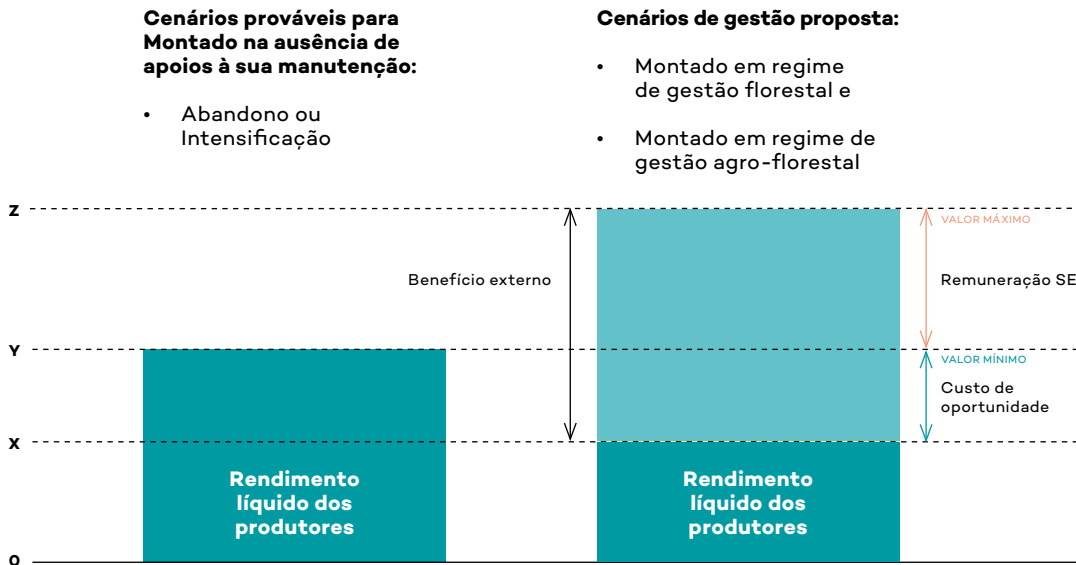 Cenários prováveis para
Montado na ausência de
apoios à sua manutenção:
• Abandono ou
Intensificação
Cenários de gestão proposta:
• Montado em regime
de gestão florestal e
• Montado em regime de
gestão agro-florestal
Z
VALOR MÁXIMO
Benefício externo
Remuneração SE
Y
VALOR MÍNIMO
Custo de
oportunidade
X
Rendimento
líquido dos
produtores
Rendimento
líquido dos
produtores
0